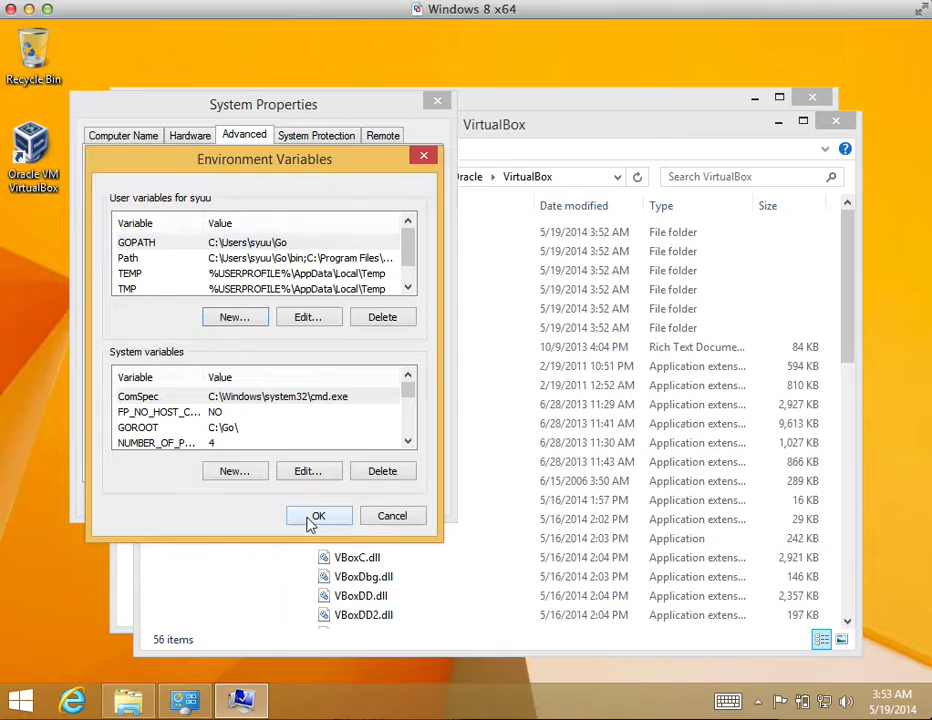 Windows 8 x64
Recycle Bin
Oracle VM
VirtualBox
System Properties
Computer Name
Hardware
Advanced
System Protection
Remote
Environment Variables
User variables for syuu
Variable Value
GOPATH C:\Users\syuu\Go
Path C:\Users\syuu\Go\bin;C:\Program Files\...
TEMP %USERPROFILE%\AppData\Local\Temp
TMP %USERPROFILE%\AppData\Local\Temp
New... Edit... Delete
System variables
Variable Value
ComSpec C:\Windows\system32\cmd.exe
FP_NO_HOST_C... NO
GOROOT C:\Go\
NUMBER_OF_P... 4
New... Edit... Delete
OK Cancel
VirtualBox
Oracle VirtualBox Search VirtualBox
Date modified Type Size
5/19/2014 3:52 AM File folder
5/19/2014 3:52 AM File folder
5/19/2014 3:52 AM File folder
5/19/2014 3:52 AM File folder
5/19/2014 3:52 AM File folder
5/19/2014 3:52 AM File folder
10/9/2013 4:04 PM Rich Text Docume... 84 KB
2/19/2011 10:51 PM Application extens... 594 KB
2/19/2011 12:52 AM Application extens... 810 KB
6/28/2013 11:29 AM Application extens... 2,927 KB
6/28/2013 11:41 AM Application extens... 9,613 KB
6/28/2013 11:30 AM Application extens... 1,027 KB
6/28/2013 11:43 AM Application extens... 866 KB
6/15/2006 3:50 AM Application extens... 289 KB
5/16/2014 1:57 PM Application extens... 16 KB
5/16/2014 2:02 PM Application extens... 29 KB
5/16/2014 2:04 PM Application 242 KB
VBoxC.dll 5/16/2014 2:04 PM Application extens... 2,921 KB
VBoxDbg.dll 5/16/2014 2:03 PM Application extens... 146 KB
VBoxDD.dll 5/16/2014 2:04 PM Application extens... 2,357 KB
VBoxDD2.dll 5/16/2014 2:04 PM Application extens... 197 KB
56 items
3:53 AM
5/19/2014